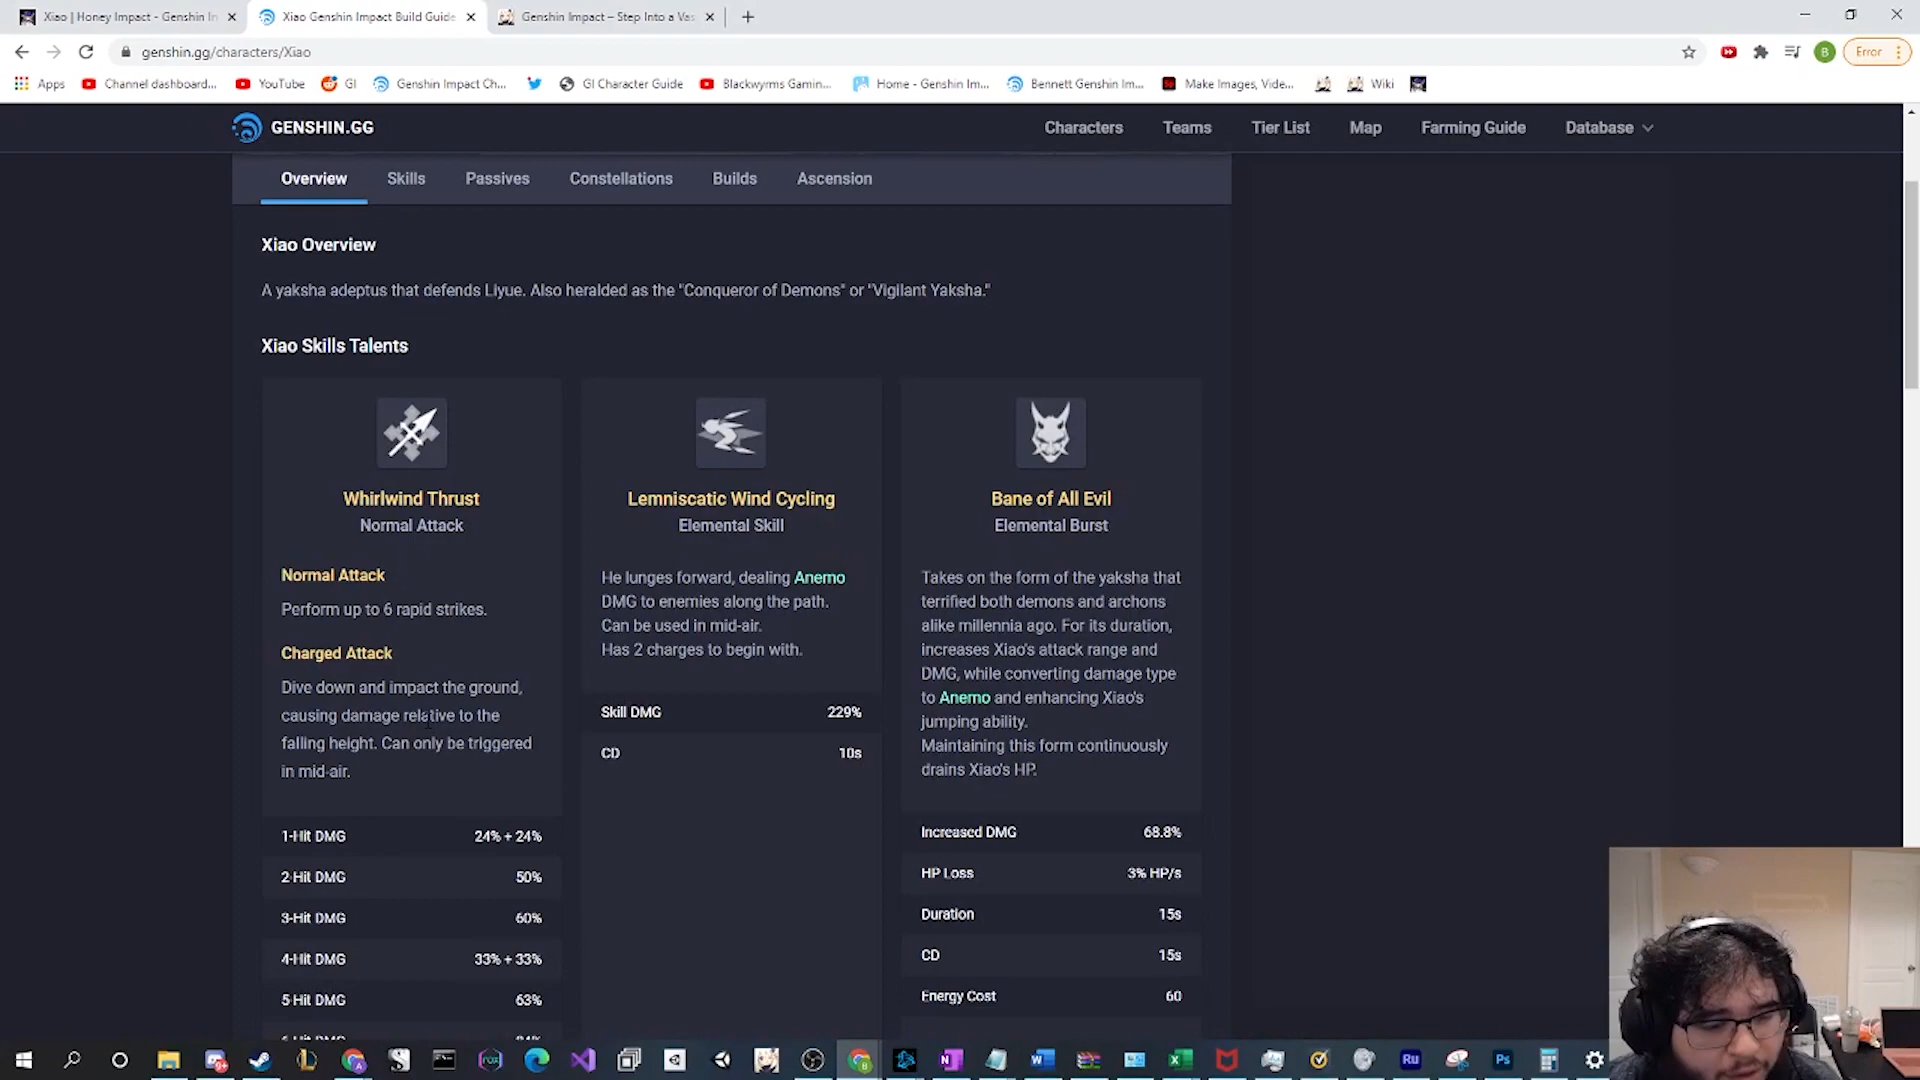 Xiao | Honey Impact - Genshin In
Xiao Genshin Impact Build Guide
Genshin Impact – Step Into a Vas
genshin.gg/characters/Xiao
B
Error
Apps
Channel dashboard...
YouTube
GI
Genshin Impact Ch...
GI Character Guide
Blackwyrms Gamin...
Home - Genshin Im...
Bennett Genshin Im...
Make Images, Vide...
Wiki
GENSHIN.GG
Characters
Teams
Tier List
Map
Farming Guide
Database
Overview
Skills
Passives
Constellations
Builds
Ascension
Xiao Overview
A yaksha adeptus that defends Liyue. Also heralded as the "Conqueror of Demons" or "Vigilant Yaksha."
Xiao Skills Talents
Whirlwind Thrust
Normal Attack
Normal Attack
Perform up to 6 rapid strikes.
Charged Attack
Dive down and impact the ground,
causing damage relative to the
falling height. Can only be triggered
in mid-air.
1-Hit DMG 24% + 24%
2-Hit DMG 50%
3-Hit DMG 60%
4-Hit DMG 33% + 33%
5-Hit DMG 63%
Lemniscatic Wind Cycling
Elemental Skill
He lunges forward, dealing Anemo
DMG to enemies along the path.
Can be used in mid-air.
Has 2 charges to begin with.
Skill DMG 229%
CD 10s
Bane of All Evil
Elemental Burst
Takes on the form of the yaksha that
terrified both demons and archons
alike millennia ago. For its duration,
increases Xiao's attack range and
DMG, while converting damage type
to Anemo and enhancing Xiao's
jumping ability.
Maintaining this form continuously
drains Xiao's HP.
Increased DMG 68.8%
HP Loss 3% HP/s
Duration 15s
CD 15s
Energy Cost 60
Ru
Ps